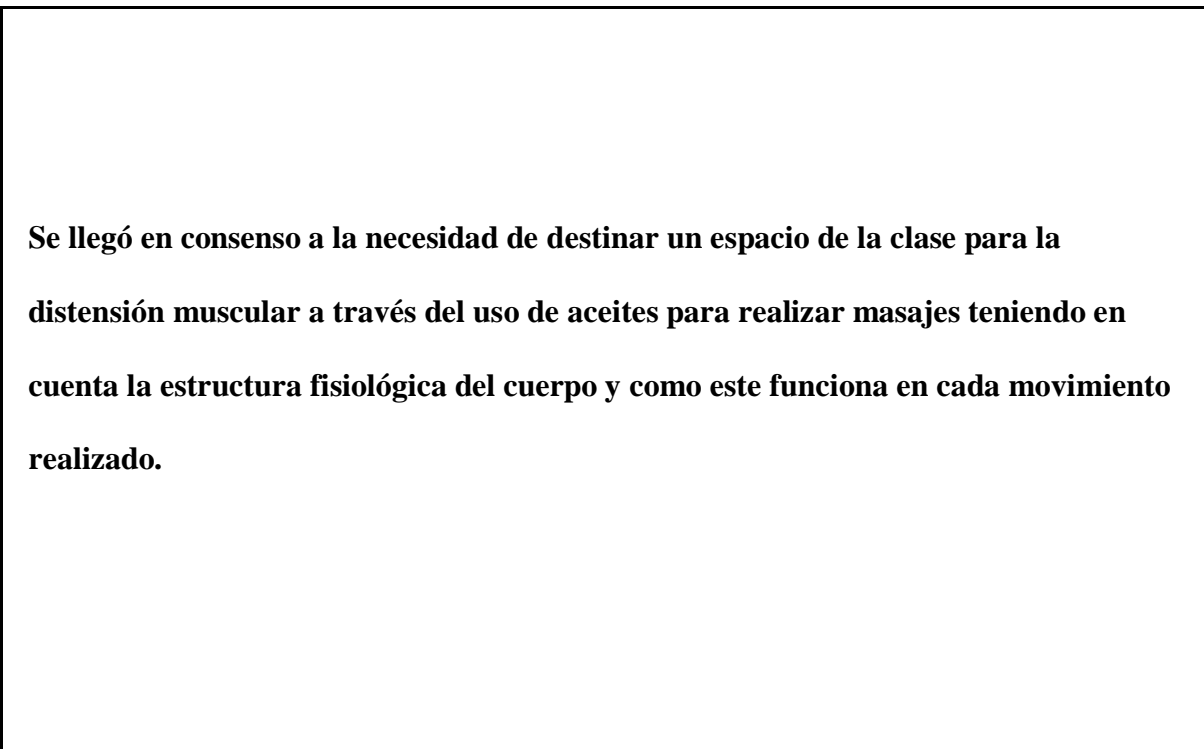 Se llegó en consenso a la necesidad de destinar un espacio de la clase para la
distensión muscular a través del uso de aceites para realizar masajes teniendo en
cuenta la estructura fisiológica del cuerpo y como este funciona en cada movimiento
realizado.